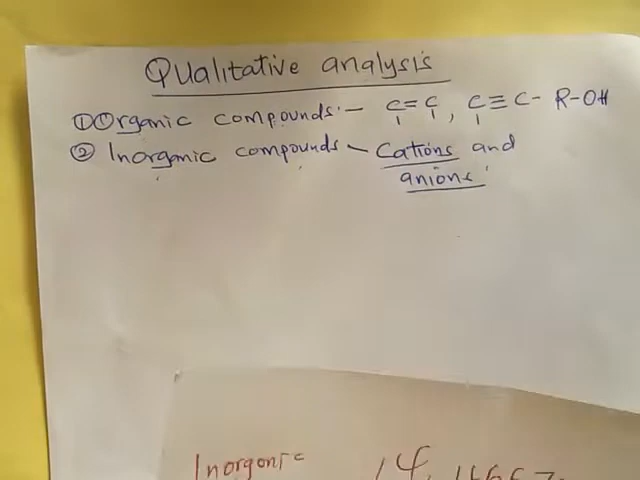 Qualitative analysis
① Organic compounds:- C=C, C≡C- R-OH
② Inorganic compounds - Cations and
anions
Inorganic